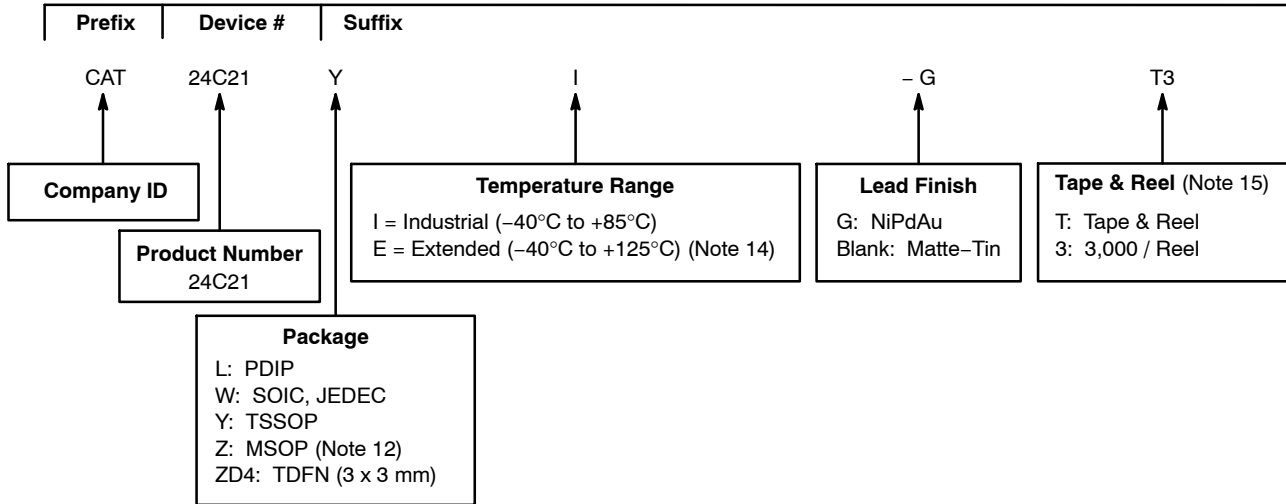 Prefix Device # Suffix
CAT 24C21 Y I – G T3
Company ID
Product Number
24C21
Package
L: PDIP
W: SOIC, JEDEC
Y: TSSOP
Z: MSOP (Note 12)
ZD4: TDFN (3 x 3 mm)
Temperature Range
I = Industrial (−40°C to +85°C)
E = Extended (−40°C to +125°C) (Note 14)
Lead Finish
G: NiPdAu
Blank: Matte−Tin
Tape & Reel (Note 15)
T: Tape & Reel
3: 3,000 / Reel